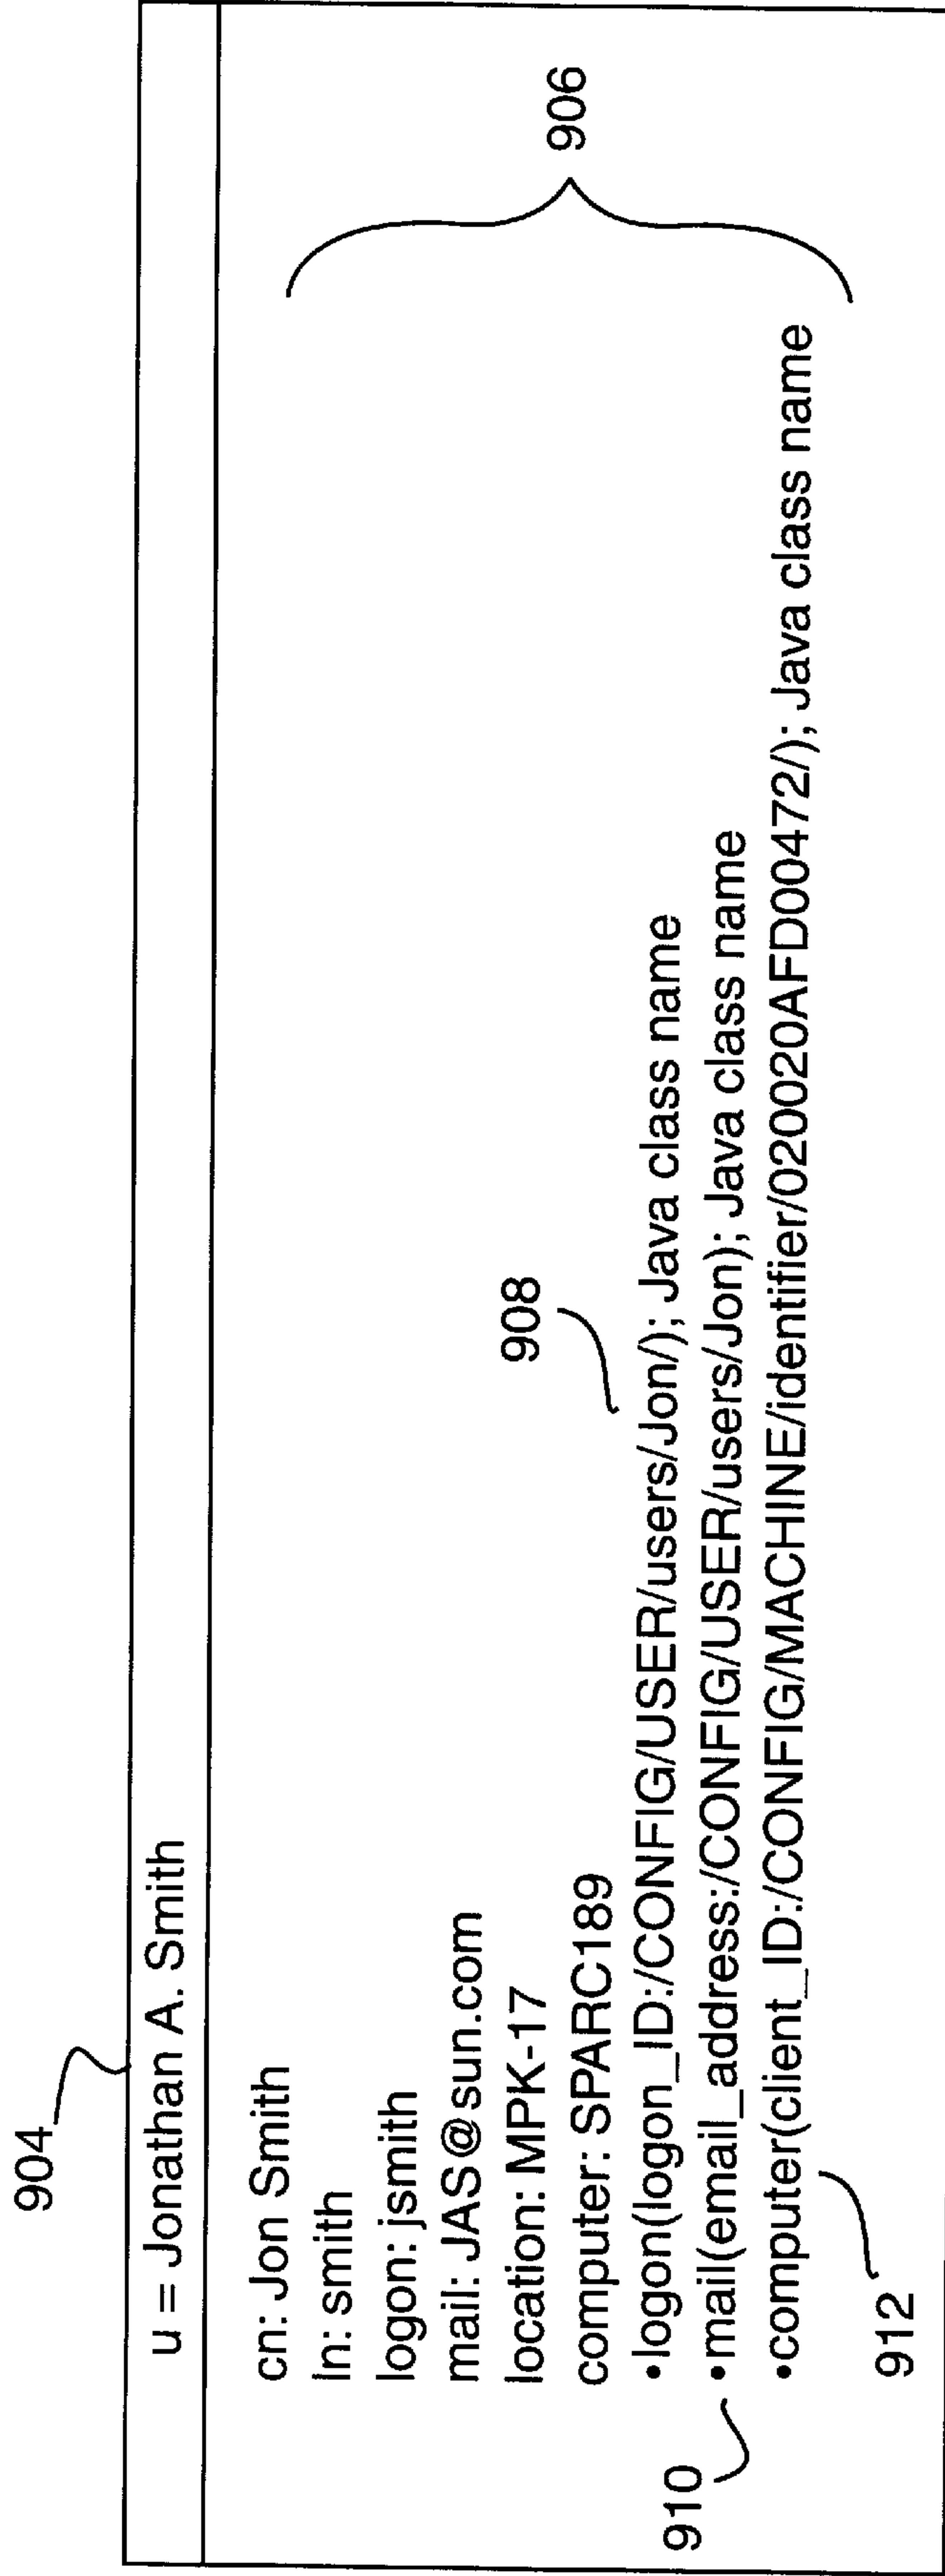 904
u = Jonathan A. Smith
cn: Jon Smith
ln: smith
logon: jsmith
mail: JAS@sun.com
location: MPK-17
computer: SPARC189
906
908
•logon(logon_ID:/CONFIG/USER/users/Jon/); Java class name
910
•mail(email_address:/CONFIG/USER/users/Jon); Java class name
•computer(client_ID:/CONFIG/MACHINE/identifier/020020AFD00472/); Java class name
912